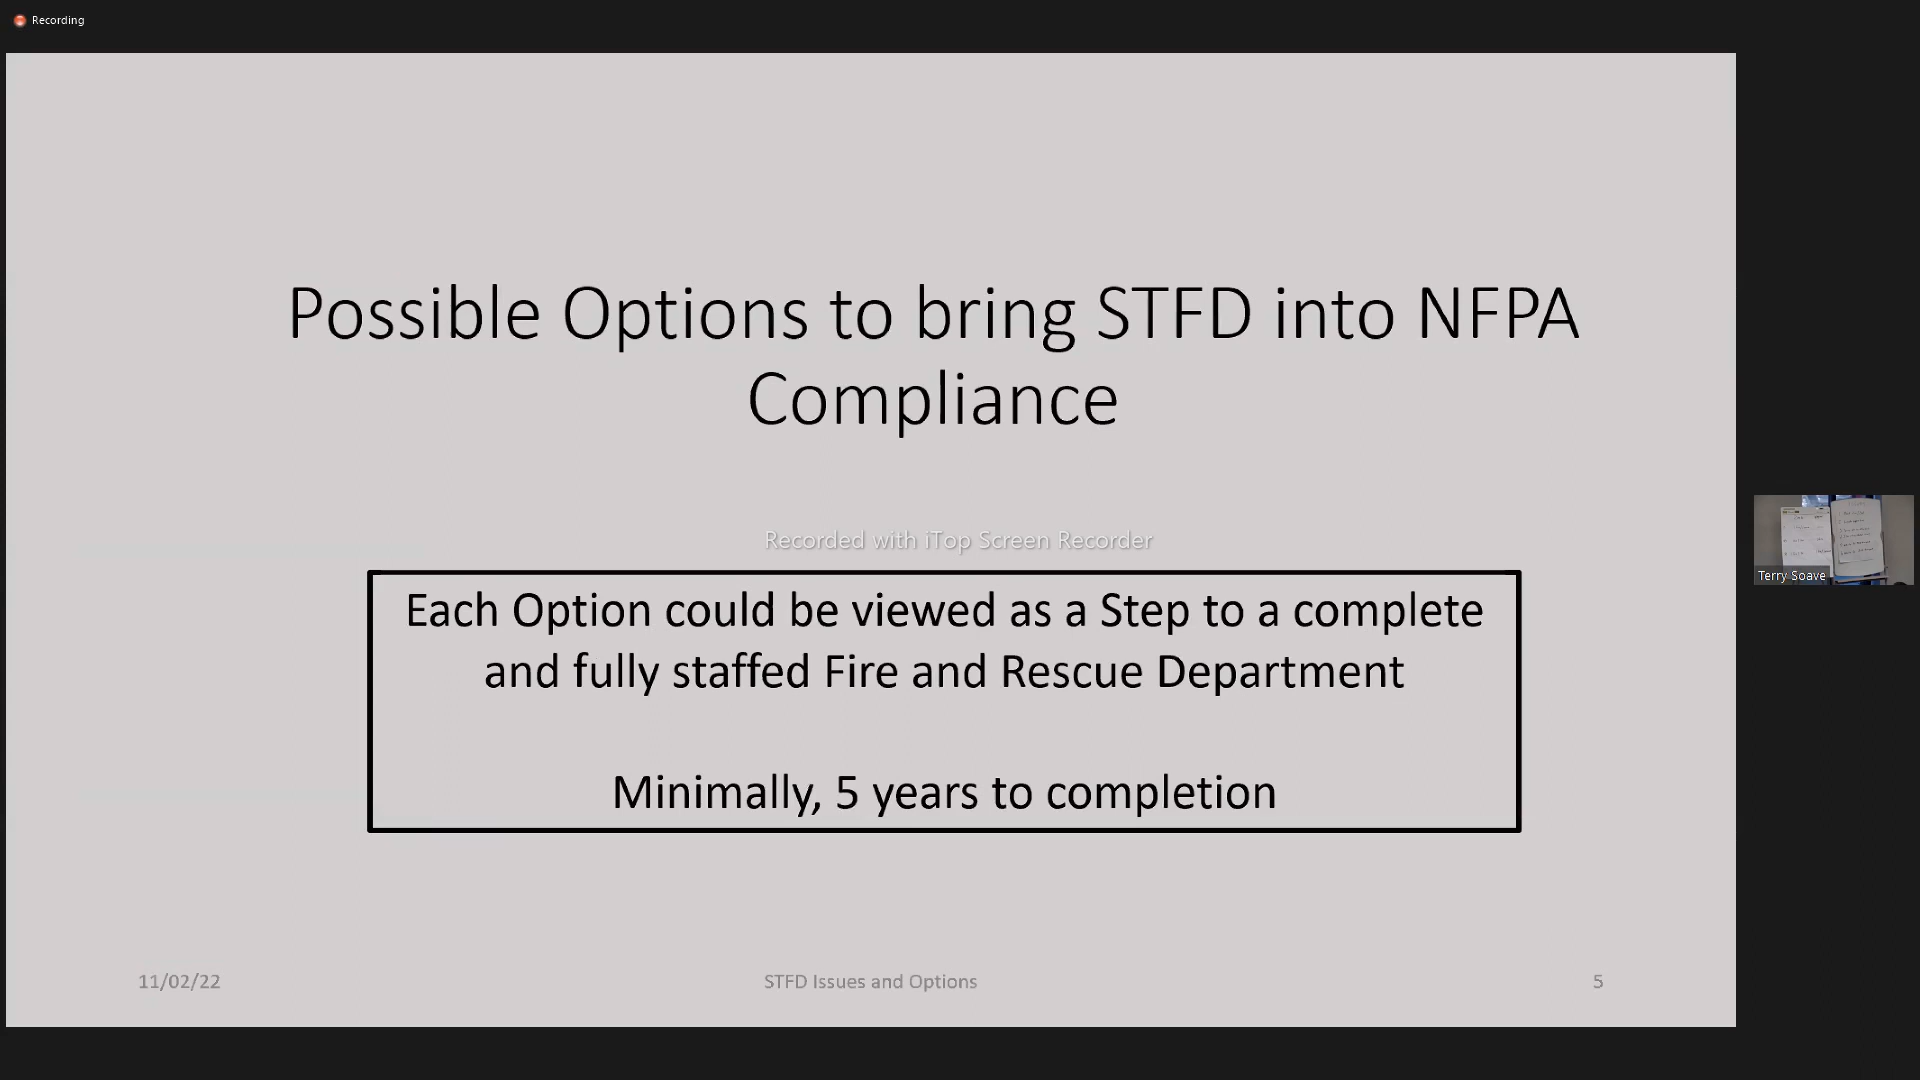 Recording
Possible Options to bring STFD into NFPA
Compliance
Recorded with iTop Screen Recorder
Each Option could be viewed as a Step to a complete
and fully staffed Fire and Rescue Department
Minimally, 5 years to completion
Terry Soave
11/02/22
STFD Issues and Options
5